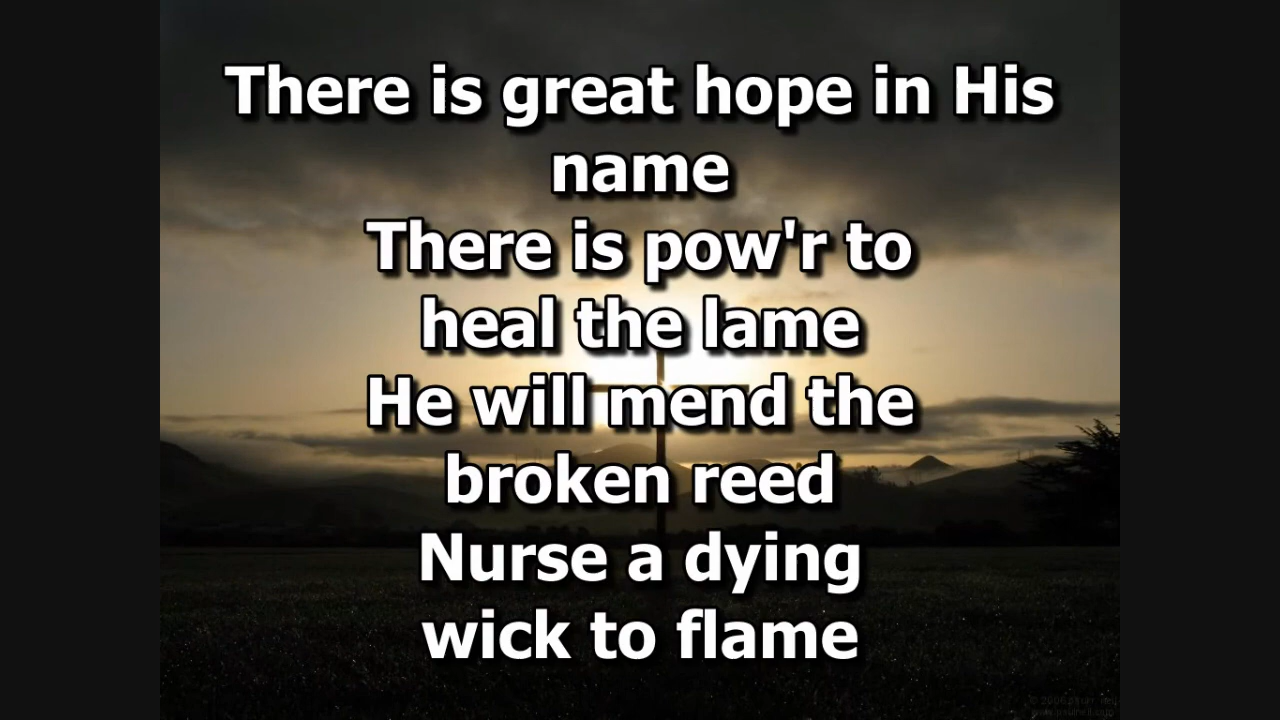 There is great hope in His
name
There is pow'r to
heal the lame
He will mend the
broken reed
Nurse a dying
wick to flame